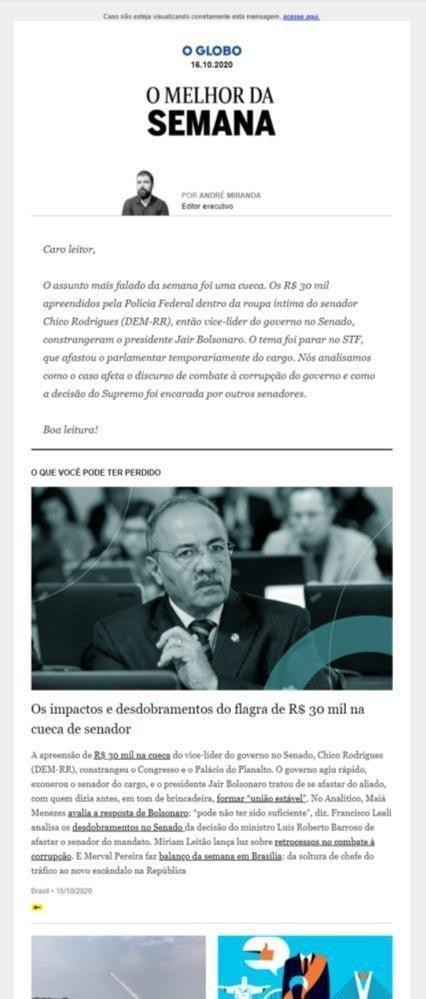 Caso não esteja visualizando corretamente esta mensagem, acesse aqui.
O GLOBO
16.10.2020
O MELHOR DA
SEMANA
POR ANDRÉ MIRANDA
Editor executivo
Caro leitor,
O assunto mais falado da semana foi uma cueca. Os R$ 30 mil
apreendidos pela Polícia Federal dentro da roupa íntima do senador
Chico Rodrigues (DEM-RR), então vice-líder do governo no Senado,
constrangeram o presidente Jair Bolsonaro. O tema foi parar no STF,
que afastou o parlamentar temporariamente do cargo. Nós analisamos
como o caso afeta o discurso de combate à corrupção do governo e como
a decisão do Supremo foi encarada por outros senadores.
Boa leitura!
O QUE VOCÊ PODE TER PERDIDO
Os impactos e desdobramentos do flagra de R$ 30 mil na
cueca de senador
A apreensão de R$ 30 mil na cueca do vice-líder do governo no Senado, Chico Rodrigues
(DEM-RR), constrangeu o Congresso e o Palácio do Planalto. O governo agiu rápido,
exonerou o senador do cargo, e o presidente Jair Bolsonaro tratou de se afastar do aliado,
com quem dizia antes, em tom de brincadeira, formar "união estável". No Analítico, Maiá
Menezes avalia a resposta de Bolsonaro: "pode não ter sido suficiente", diz. Francisco Leali
analisa os desdobramentos no Senado da decisão do ministro Luís Roberto Barroso de
afastar o senador do mandato. Míriam Leitão lança luz sobre retrocessos no combate à
corrupção. E Merval Pereira faz balanço da semana em Brasília: da soltura de chefe do
tráfico ao novo escândalo na República
Brasil • 15/10/2020